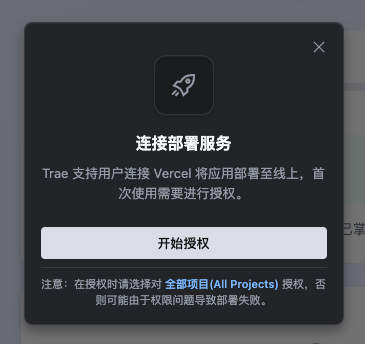 连接部署服务
Trae 支持用户连接 Vercel 将应用部署至线上，首
次使用需要进行授权。
开始授权
注意：在授权时请选择对 全部项目(All Projects) 授权，否
则可能由于权限问题导致部署失败。